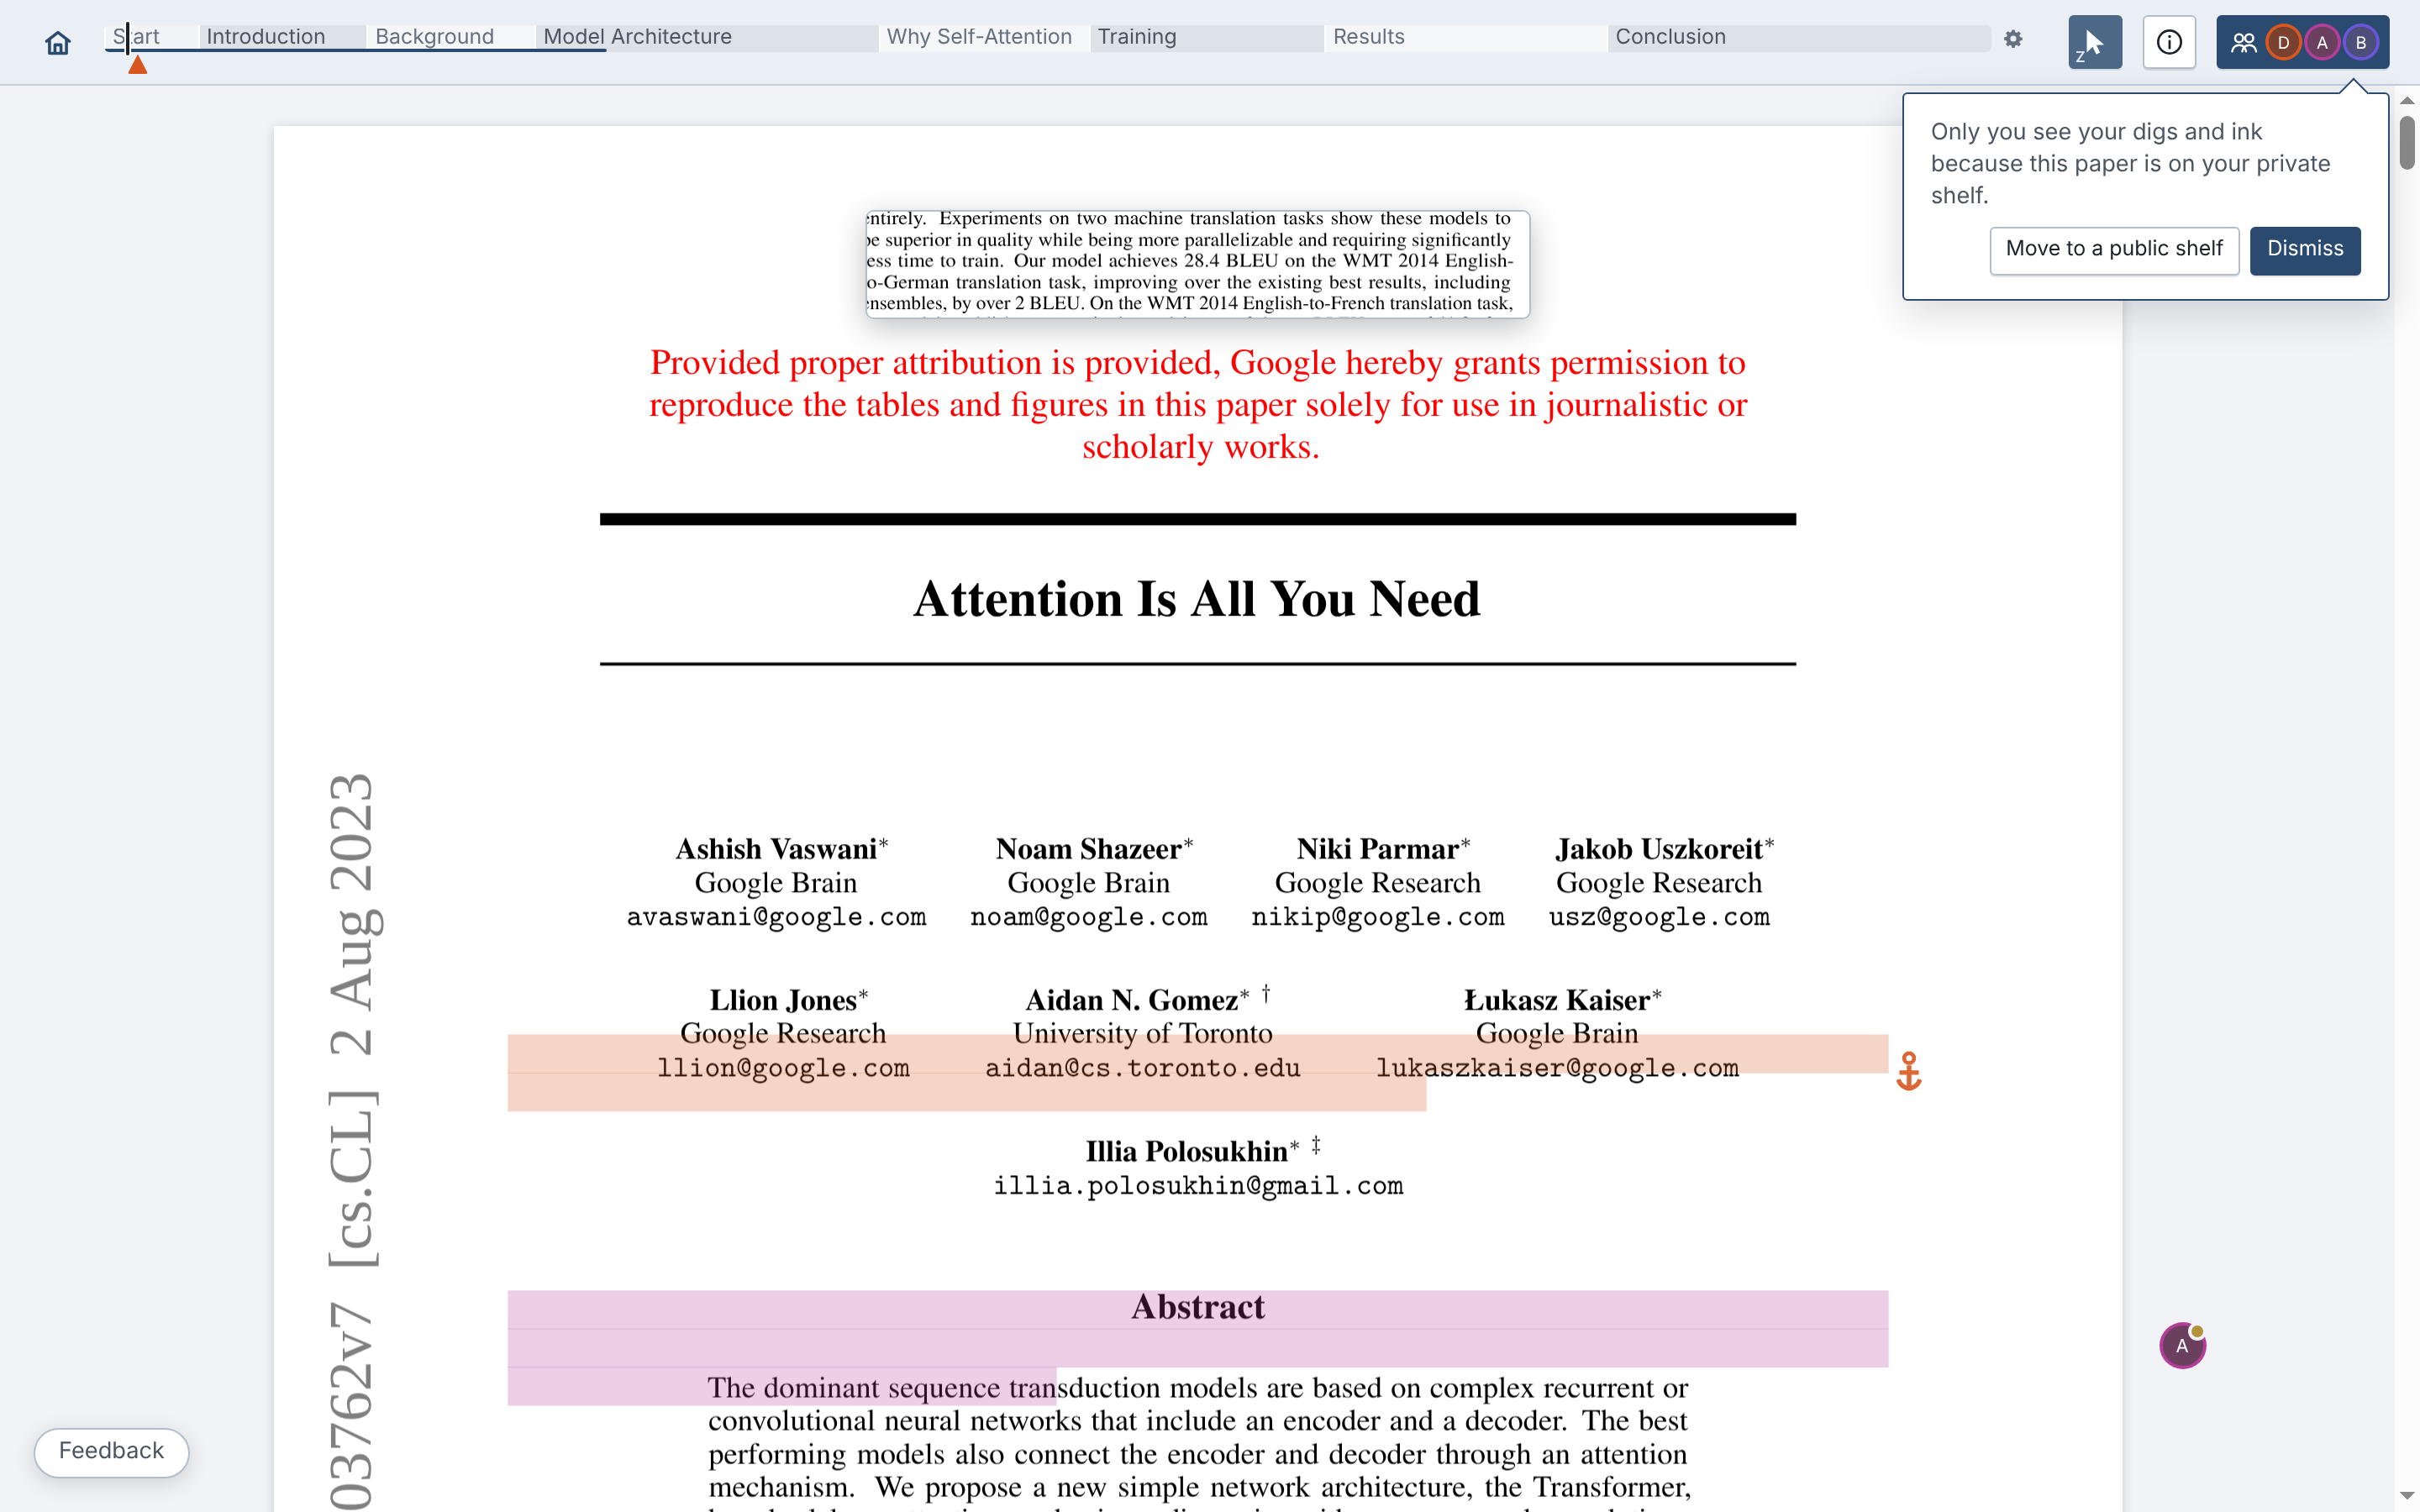 Start
Introduction
Background
Model Architecture
Why Self-Attention
Training
Results
Conclusion
Z
D
A
B
Only you see your digs and ink
because this paper is on your private
shelf.
Move to a public shelf
Dismiss
ntirely. Experiments on two machine translation tasks show these models to
e superior in quality while being more parallelizable and requiring significantly
ess time to train. Our model achieves 28.4 BLEU on the WMT 2014 English-
o-German translation task, improving over the existing best results, including
nsembles, by over 2 BLEU. On the WMT 2014 English-to-French translation task,
Provided proper attribution is provided, Google hereby grants permission to
reproduce the tables and figures in this paper solely for use in journalistic or
scholarly works.
Attention Is All You Need
Ashish Vaswani*
Google Brain
avaswani@google.com
Noam Shazeer*
Google Brain
noam@google.com
Niki Parmar*
Google Research
nikip@google.com
Jakob Uszkoreit*
Google Research
usz@google.com
Llion Jones*
Google Research
llion@google.com
Aidan N. Gomez* †
University of Toronto
aidan@cs.toronto.edu
Łukasz Kaiser*
Google Brain
lukaszkaiser@google.com
Illia Polosukhin* ‡
illia.polosukhin@gmail.com
03762v7 [cs.CL] 2 Aug 2023
Abstract
The dominant sequence transduction models are based on complex recurrent or
convolutional neural networks that include an encoder and a decoder. The best
performing models also connect the encoder and decoder through an attention
mechanism. We propose a new simple network architecture, the Transformer,
A
Feedback